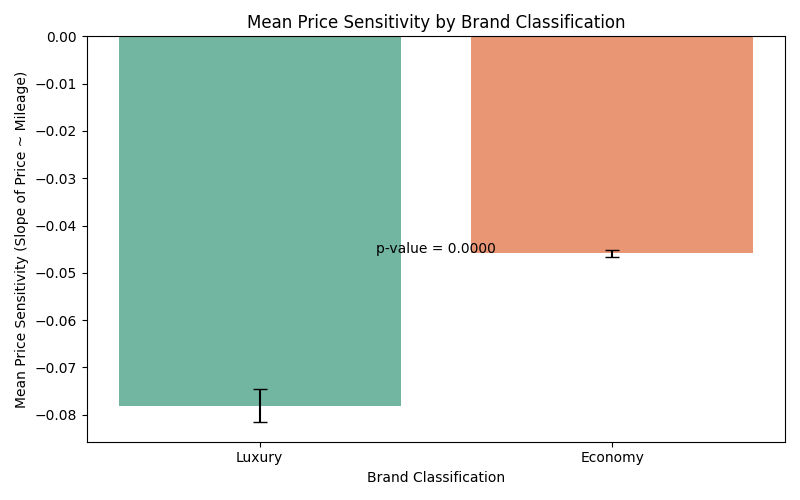 Mean Price Sensitivity by Brand Classification
Mean Price Sensitivity (Slope of Price ~ Mileage)
0.00
−0.01
−0.02
−0.03
−0.04
−0.05
−0.06
−0.07
−0.08
p-value = 0.0000
Luxury
Economy
Brand Classification